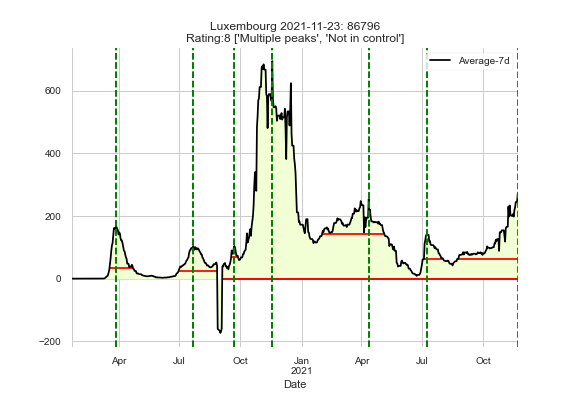 Luxembourg 2021-11-23: 86796
Rating:8 ['Multiple peaks', 'Not in control']
Average-7d
600
400
200
0
−200
Apr Jul Oct Jan Apr Jul Oct
2021
Date